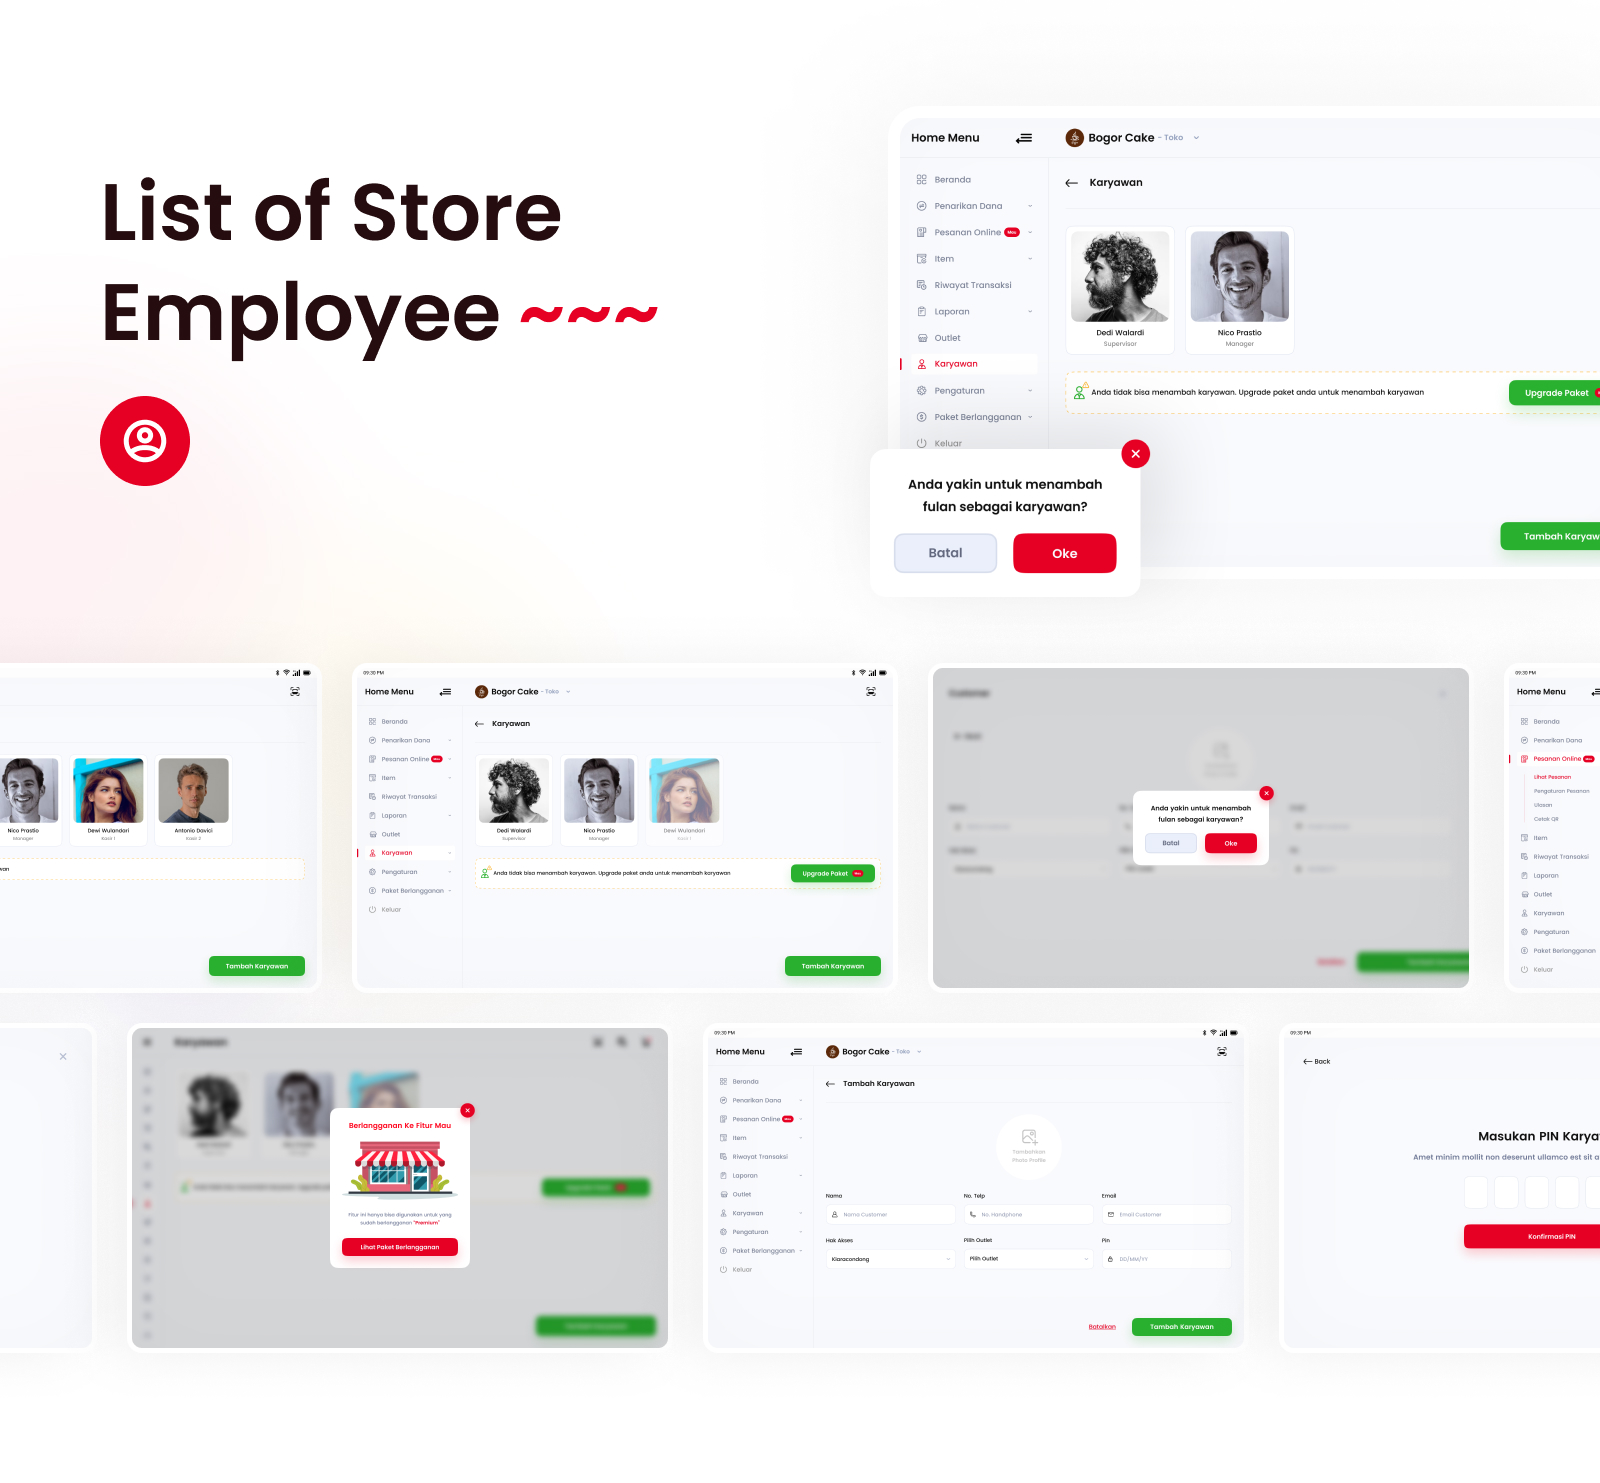 List of Store
Employee ~~~
Home Menu
Bogor Cake - Toko
Beranda
Penarikan Dana
Pesanan Online
Item
Riwayat Transaksi
Laporan
Outlet
Karyawan
Pengaturan
Paket Berlangganan
Keluar
Karyawan
Dedi Walardi
Supervisor
Nico Prastio
Manager
Anda tidak bisa menambah karyawan. Upgrade paket anda untuk menambah karyawan
Upgrade Paket
Tambah Karyaw
Anda yakin untuk menambah
fulan sebagai karyawan?
Batal
Oke
Nico Prastio
Manager
Dewi Wulandari
Kasir 1
Antonio Davici
Kasir 2
Tambah Karyawan
09:30 PM
Home Menu
Bogor Cake - Toko
Beranda
Penarikan Dana
Pesanan Online
Item
Riwayat Transaksi
Laporan
Outlet
Karyawan
Pengaturan
Paket Berlangganan
Keluar
Karyawan
Dedi Walardi
Supervisor
Nico Prastio
Manager
Dewi Wulandari
Kasir 1
Anda tidak bisa menambah karyawan. Upgrade paket anda untuk menambah karyawan
Upgrade Paket
Tambah Karyawan
Customer
Anda yakin untuk menambah
fulan sebagai karyawan?
Batal
Oke
09:30 PM
Home Menu
Beranda
Penarikan Dana
Pesanan Online
Lihat Pesanan
Pengaturan Pesanan
Ulasan
Cetak QR
Item
Riwayat Transaksi
Laporan
Outlet
Karyawan
Pengaturan
Paket Berlangganan
Keluar
Karyawan
Berlangganan Ke Fitur Mau
Fitur ini hanya bisa digunakan untuk yang
sudah berlangganan "Premium"
Lihat Paket Berlangganan
09:30 PM
Home Menu
Bogor Cake - Toko
Beranda
Penarikan Dana
Pesanan Online
Item
Riwayat Transaksi
Laporan
Outlet
Karyawan
Pengaturan
Paket Berlangganan
Keluar
Tambah Karyawan
Tambahkan
Photo Profile
Nama
No. Telp
Email
Nama Customer
No. Handphone
Email Customer
Hak Akses
Pilih Outlet
Pin
Kiaracondong
Pilih Outlet
DD/MM/YY
Batalkan
Tambah Karyawan
09:30 PM
Back
Masukan PIN Karya
Amet minim mollit non deserunt ullamco est sit a
Konfirmasi PIN